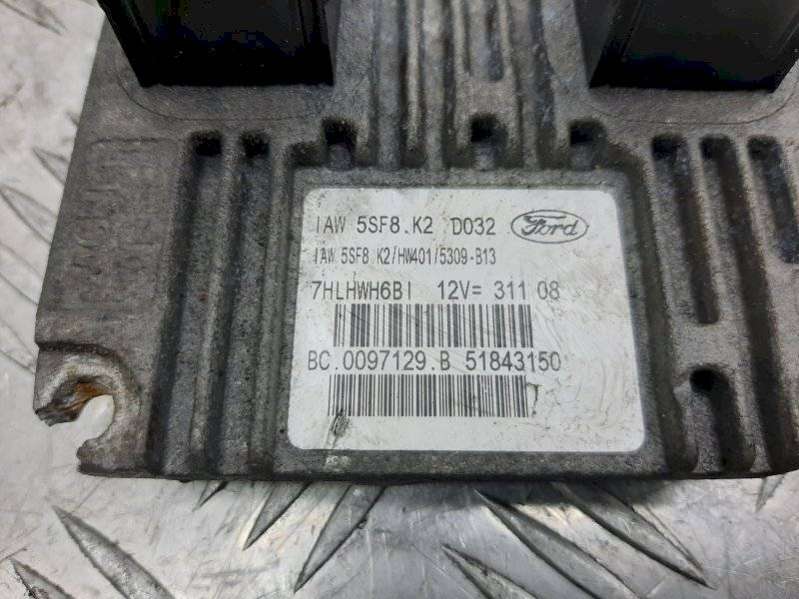 IAW 5SF8.K2 D032 Ford
IAW 5SF8 K2/HW401/5309-B13
7HLHWH6BI 12V= 311 08
BC.0097129.B 51843150